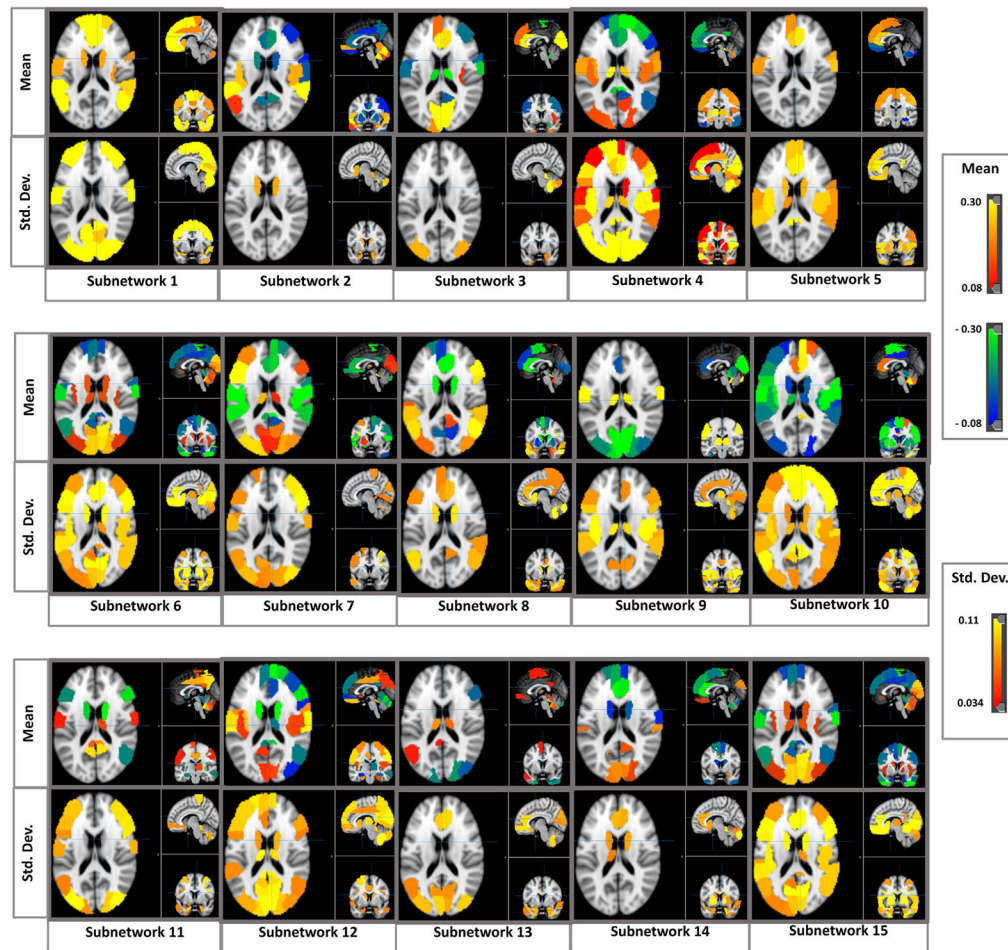 Mean
Std. Dev.
Subnetwork 1
Subnetwork 2
Subnetwork 3
Subnetwork 4
Subnetwork 5
Mean
0.30
0.08
- 0.30
- 0.08
Mean
Std. Dev.
Subnetwork 6
Subnetwork 7
Subnetwork 8
Subnetwork 9
Subnetwork 10
Std. Dev.
0.11
0.034
Mean
Std. Dev.
Subnetwork 11
Subnetwork 12
Subnetwork 13
Subnetwork 14
Subnetwork 15